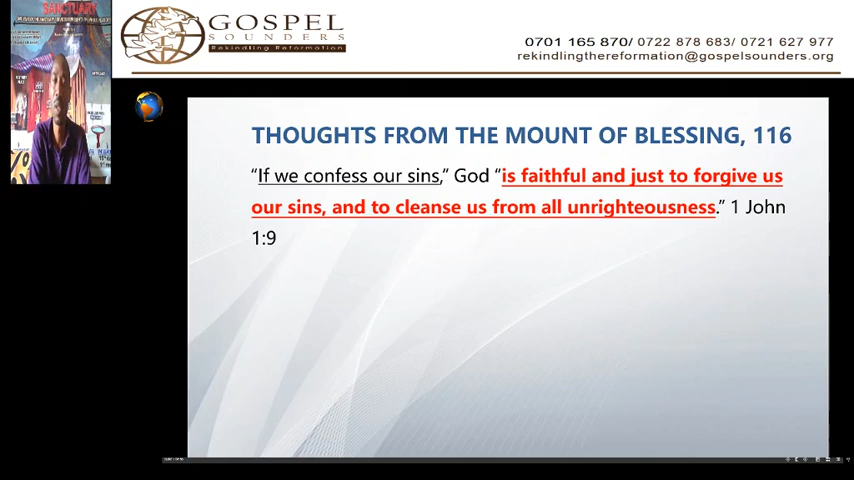 SANCTUARY
GOSPEL
SOUNDERS
Rekindling Reformation
0701 165 870/ 0722 878 683/ 0721 627 977
rekindlingthereformation@gospelsounders.org
THOUGHTS FROM THE MOUNT OF BLESSING, 116
“If we confess our sins,” God “is faithful and just to forgive us
our sins, and to cleanse us from all unrighteousness.” 1 John
1:9